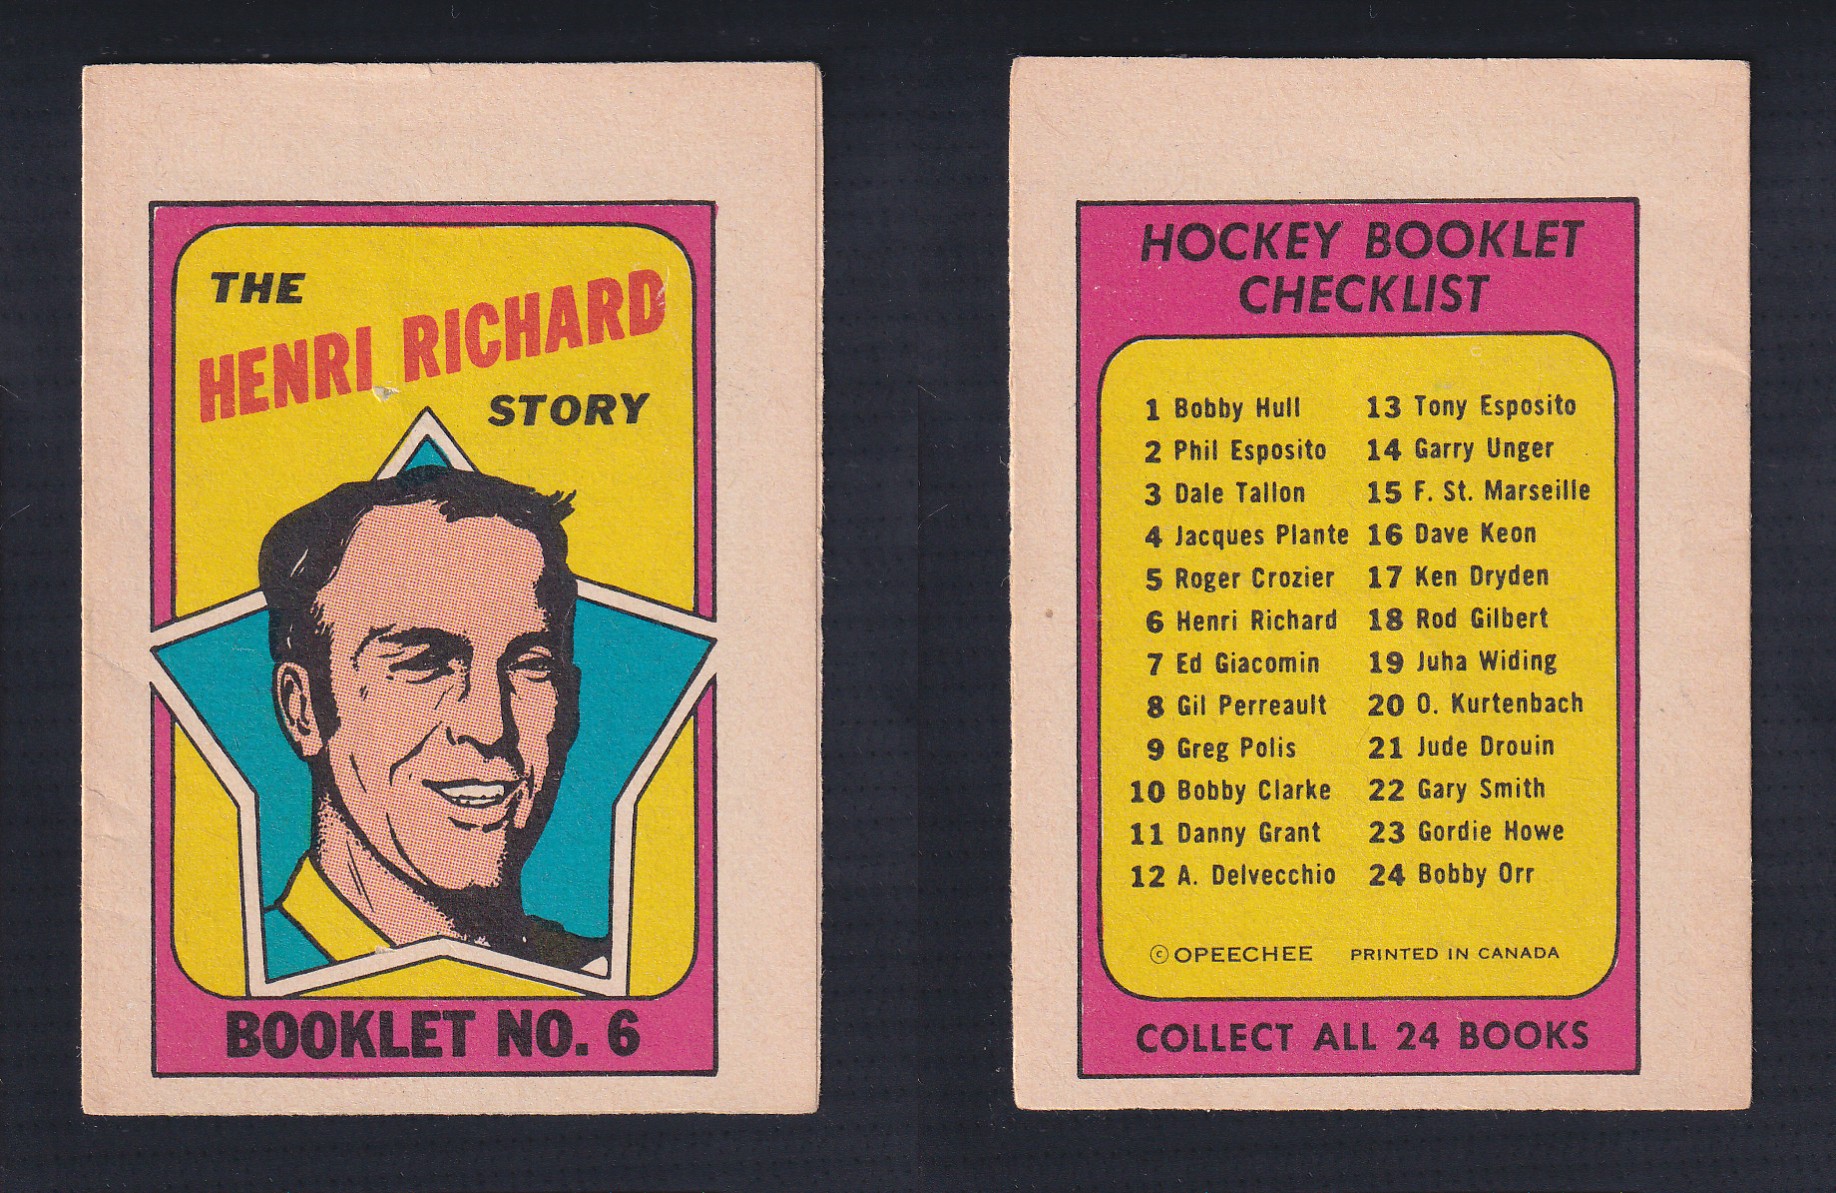 THE
HENRI RICHARD
STORY
BOOKLET NO. 6
HOCKEY BOOKLET
CHECKLIST
1 Bobby Hull
2 Phil Esposito
3 Dale Tallon
4 Jacques Plante
5 Roger Crozier
6 Henri Richard
7 Ed Giacomin
8 Gil Perreault
9 Greg Polis
10 Bobby Clarke
11 Danny Grant
12 A. Delvecchio
13 Tony Esposito
14 Garry Unger
15 F. St. Marseille
16 Dave Keon
17 Ken Dryden
18 Rod Gilbert
19 Juha Widing
20 O. Kurtenbach
21 Jude Drouin
22 Gary Smith
23 Gordie Howe
24 Bobby Orr
© OPEECHEE PRINTED IN CANADA
COLLECT ALL 24 BOOKS